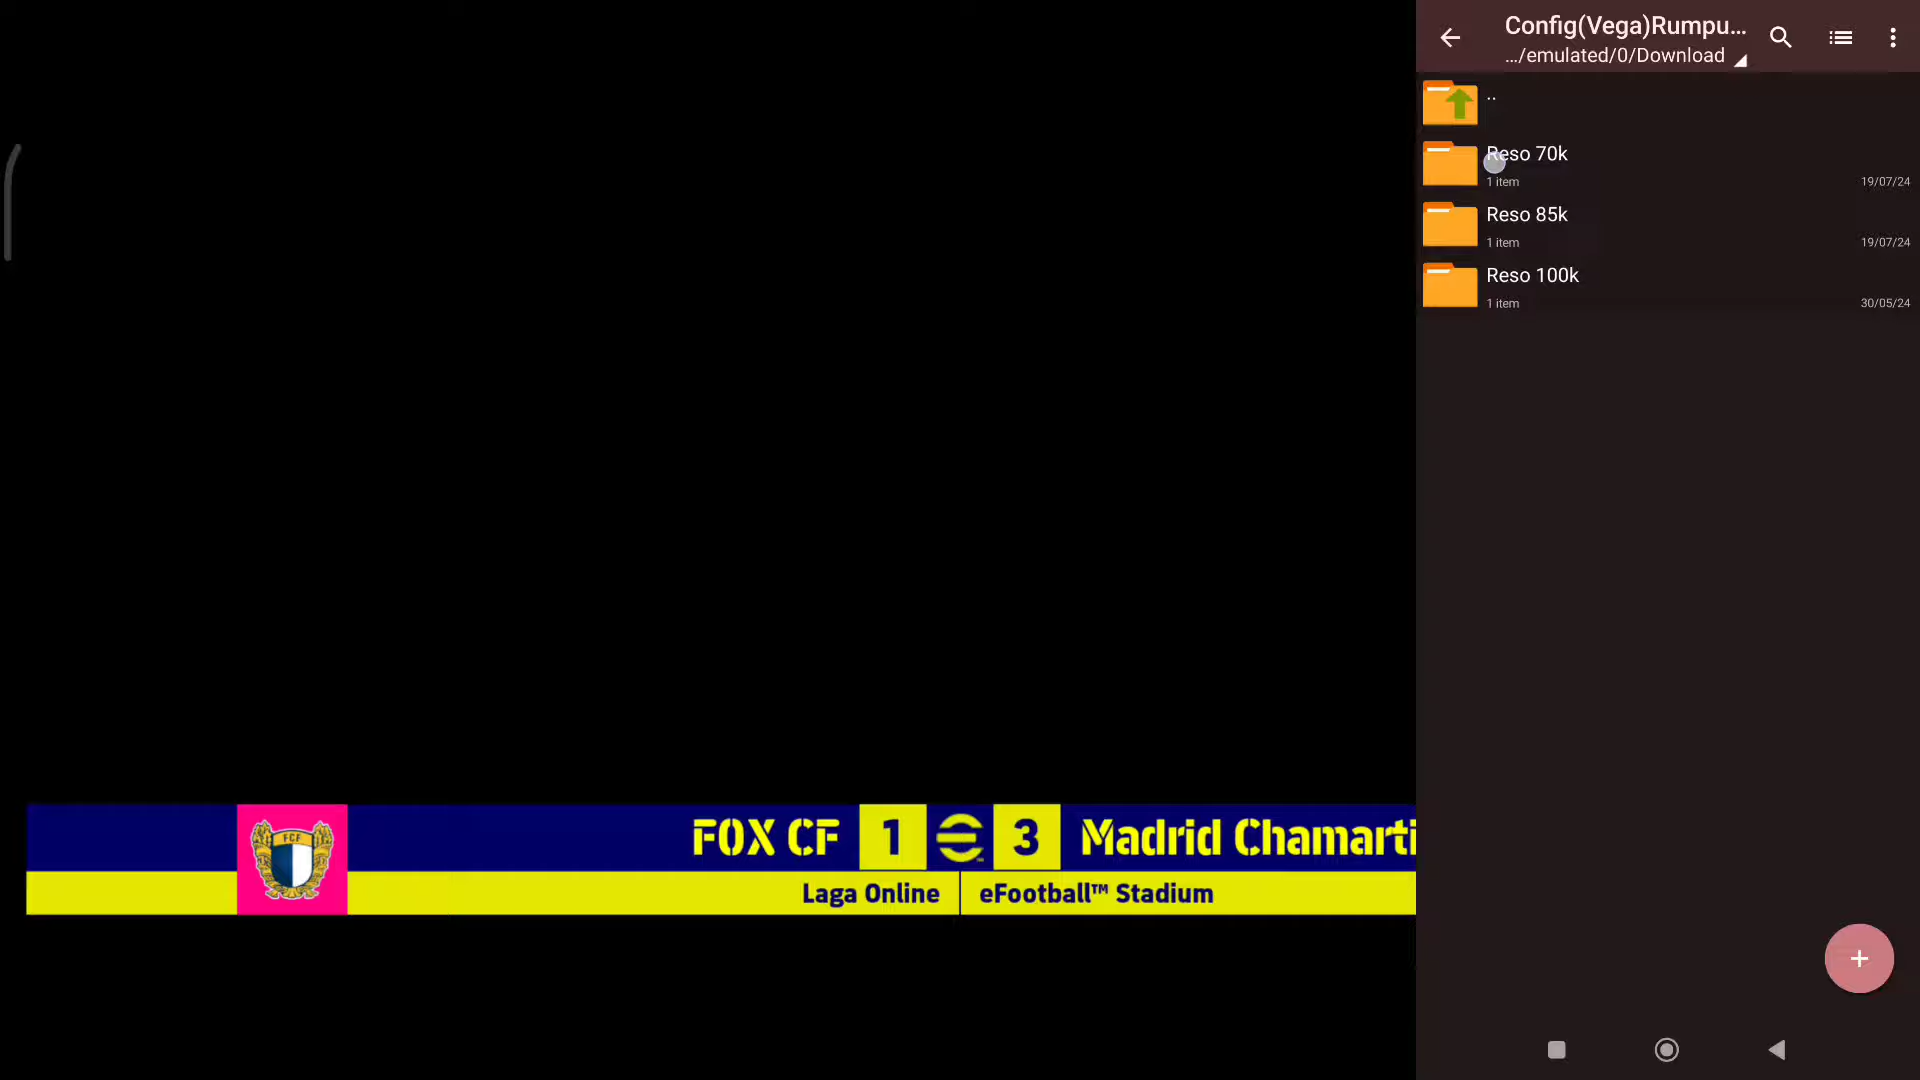 Config(Vega)Rumpu...
.../emulated/0/Download
..
Reso 70k
1 item
19/07/24
Reso 85k
1 item
19/07/24
Reso 100k
1 item
30/05/24
FCF
FOX CF 1 3 Madrid Chamarti
Laga Online eFootball™ Stadium